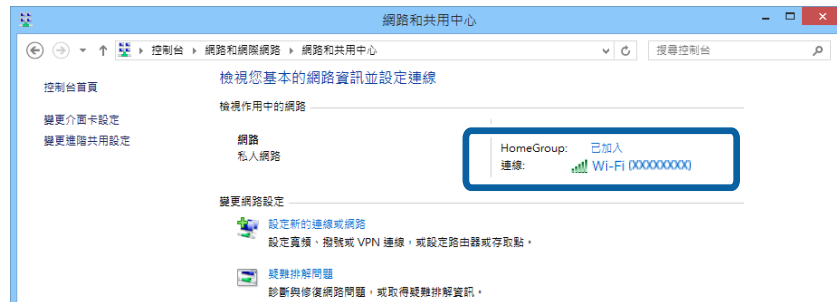 網路和共用中心
控制台 ▸ 網路和網際網路 ▸ 網路和共用中心
搜尋控制台
控制台首頁
變更介面卡設定
變更進階共用設定
檢視您基本的網路資訊並設定連線
檢視作用中的網路
網路
私人網路
HomeGroup: 已加入
連線: Wi-Fi (XXXXXXXXX)
變更網路設定
設定新的連線或網路
設定寬頻、撥號或 VPN 連線，或設定路由器或存取點。
疑難排解問題
診斷與修復網路問題，或取得疑難排解資訊。